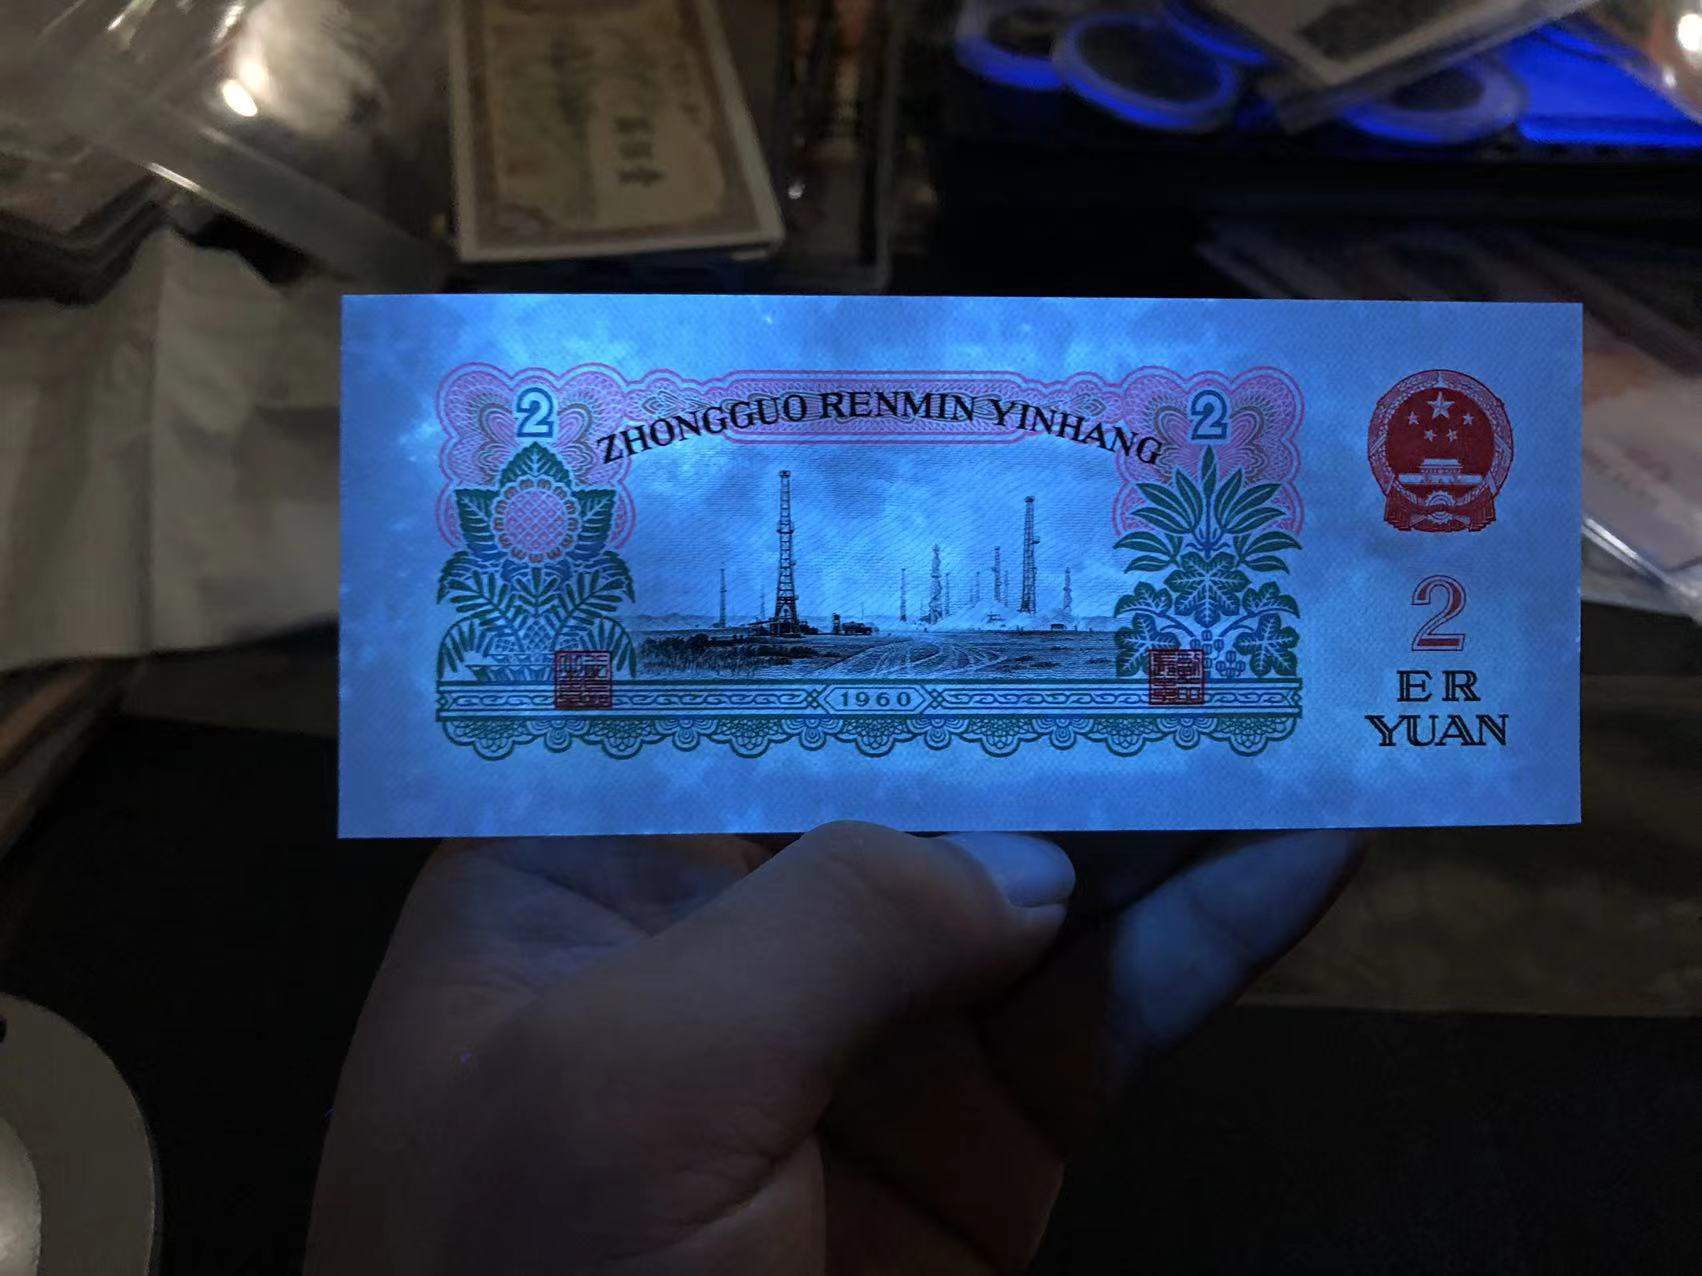 2
2
ZHONGGUO RENMIN YINHANG
1960
2
ER
YUAN